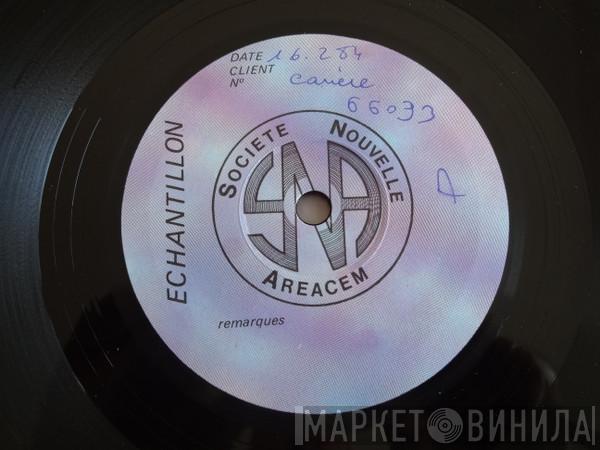 DATE 16.2.84
CLIENT Carrère
N° 66033
ECHANTILLON
SOCIETE NOUVELLE
SNA
AREACEM
A
remarques
МАРКЕТ ВИНИЛА